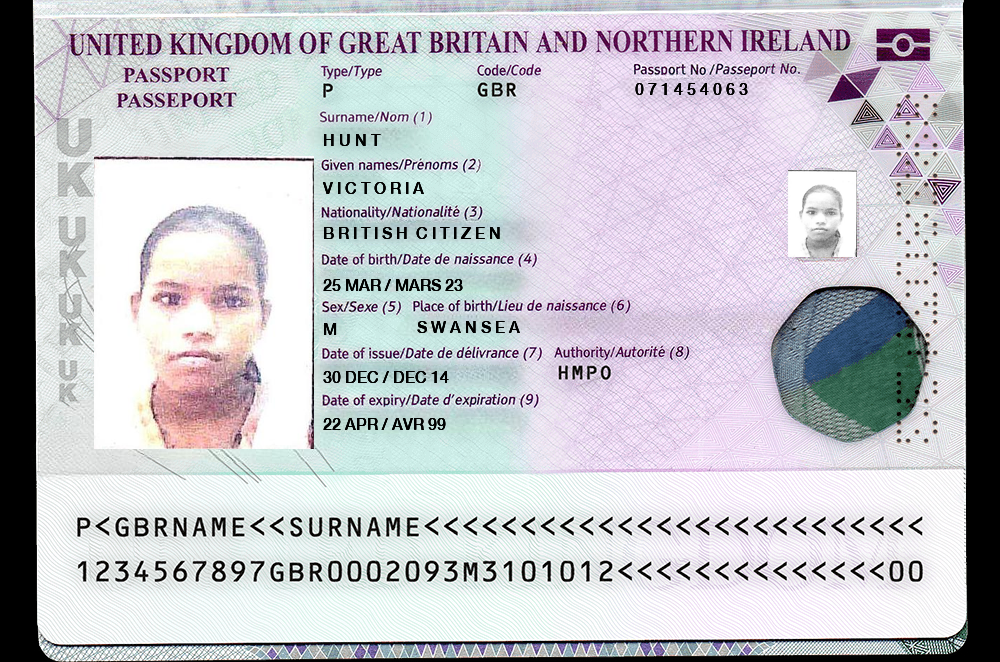 UNITED KINGDOM OF GREAT BRITAIN AND NORTHERN IRELAND
PASSPORT
PASSEPORT
Type/Type
P
Code/Code
GBR
Passport No /Passeport No.
071454063
Surname/Nom (1)
HUNT
Given names/Prénoms (2)
VICTORIA
Nationality/Nationalité (3)
BRITISH CITIZEN
Date of birth/Date de naissance (4)
25 MAR / MARS 23
Sex/Sexe (5)
M
Place of birth/Lieu de naissance (6)
SWANSEA
Date of issue/Date de délivrance (7)
30 DEC / DEC 14
Authority/Autorité (8)
HMPO
Date of expiry/Date d'expiration (9)
22 APR / AVR 99
UK
UK
UK
UK
P<GBRNAME<<SURNAME<<<<<<<<<<<<<<<<<<<<<<<<<<
1234567897GBR0002093M3101012<<<<<<<<<<<<<<00